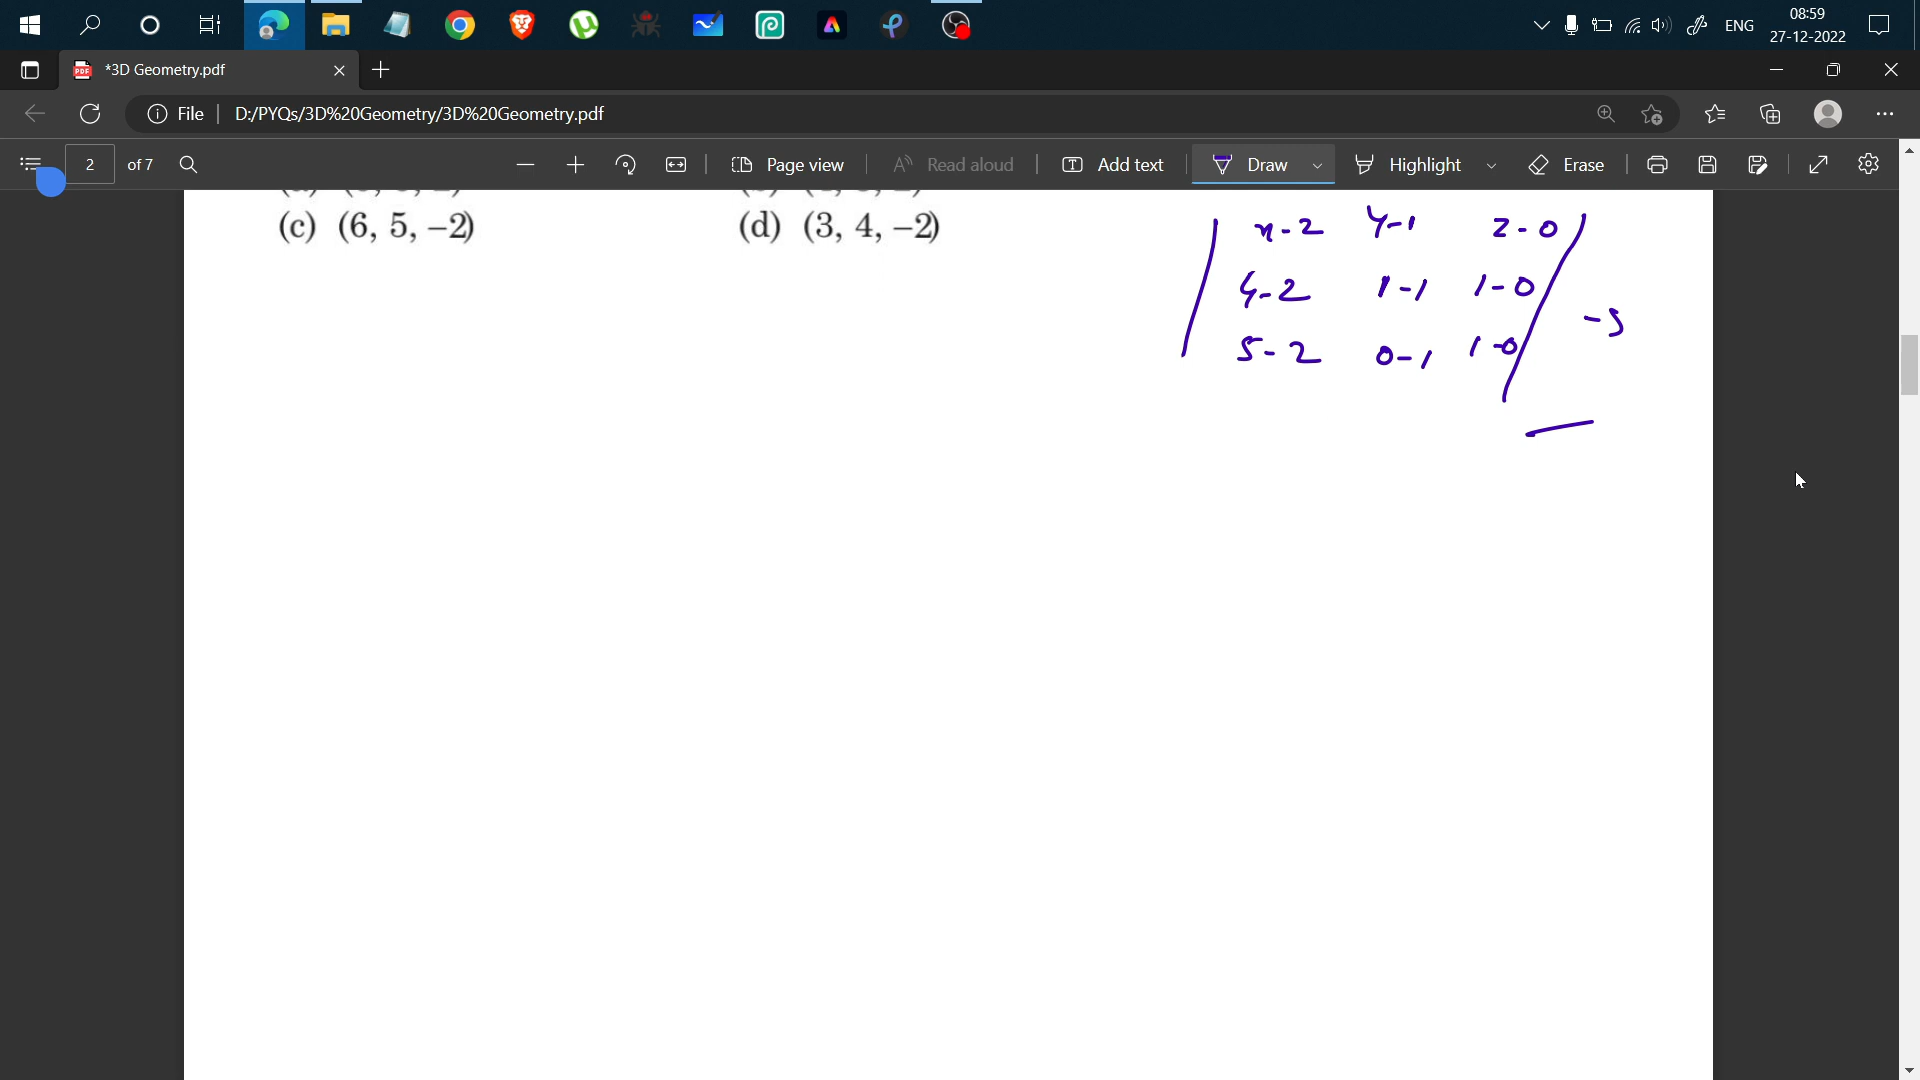 08:59
ENG
27-12-2022
*3D Geometry.pdf
File D:/PYQs/3D%20Geometry/3D%20Geometry.pdf
2 of 7 Page view Read aloud Add text Draw Highlight Erase
(c) (6, 5, −2) (d) (3, 4, −2)
x-2 y-1 z-0
4-2 1-1 1-0
5-2 0-1 1-0